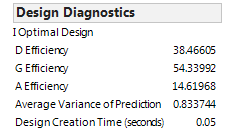 Design Diagnostics
I Optimal Design
D Efficiency 38.46605
G Efficiency 54.33992
A Efficiency 14.61968
Average Variance of Prediction 0.833744
Design Creation Time (seconds) 0.05